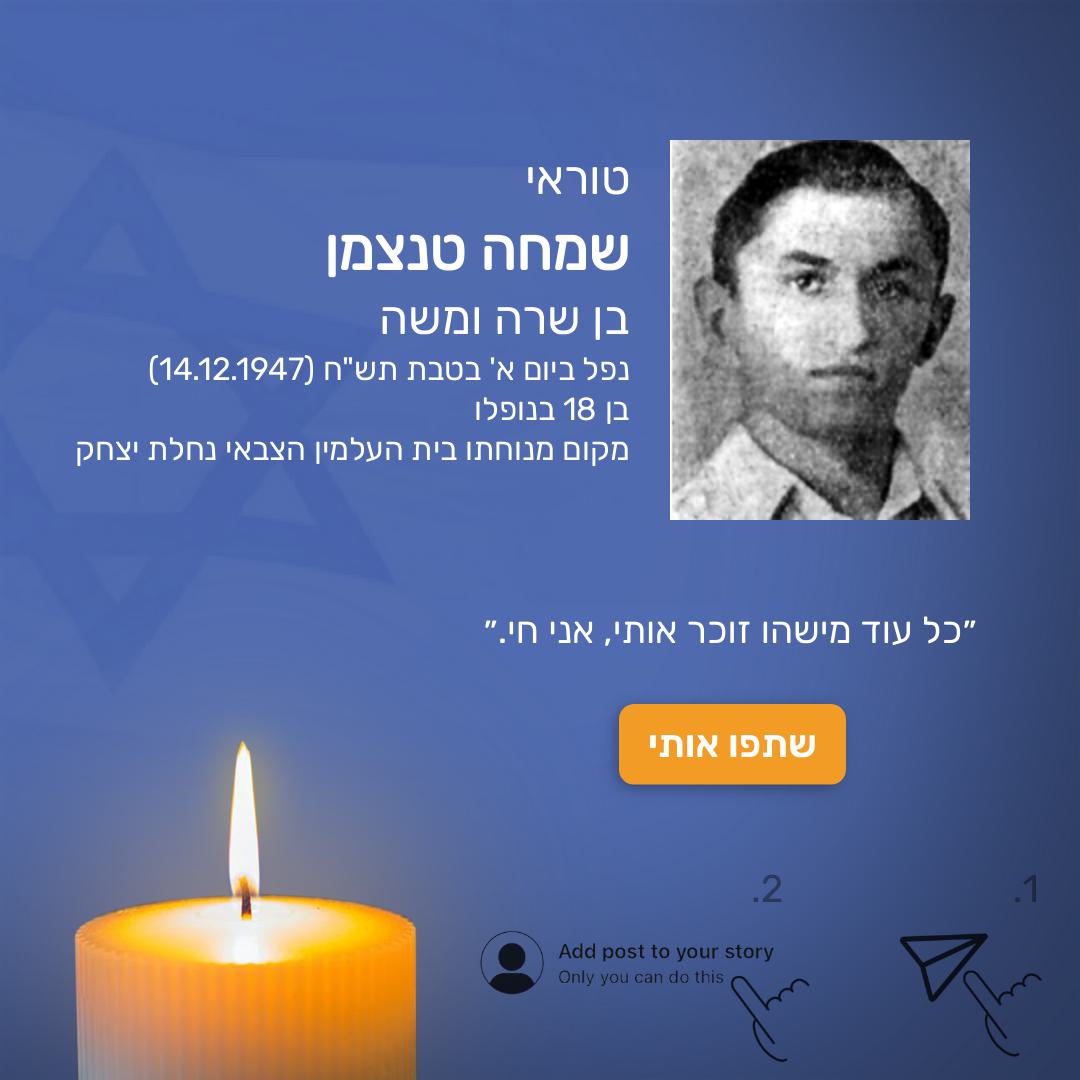 טוראי
שמחה טנצמן
בן שרה ומשה
נפל ביום א' בטבת תש"ח (14.12.1947)
בן 18 בנופלו
מקום מנוחתו בית העלמין הצבאי נחלת יצחק
״כל עוד מישהו זוכר אותי, אני חי.״
שתפו אותי
1.
2.
Add post to your story
Only you can do this